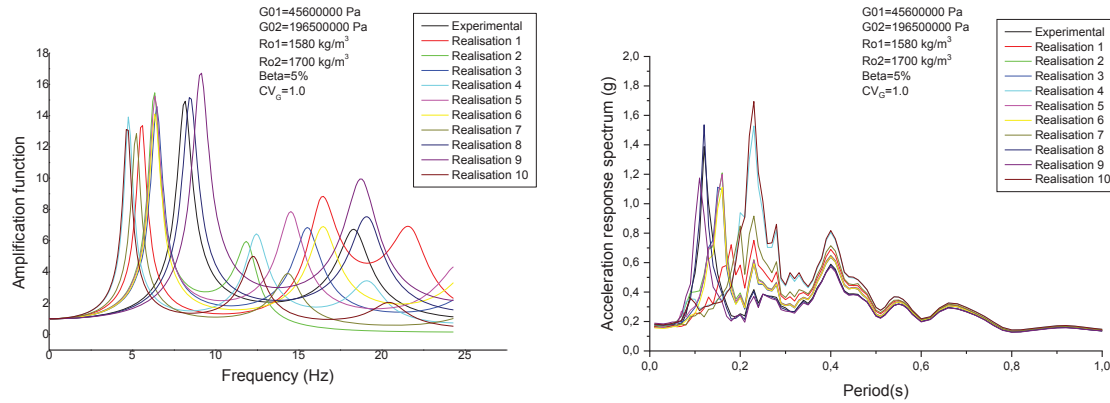 G01=45600000 Pa
G02=196500000 Pa
Ro1=1580 kg/m3
Ro2=1700 kg/m3
Beta=5%
CVG=1.0
Experimental
Realisation 1
Realisation 2
Realisation 3
Realisation 4
Realisation 5
Realisation 6
Realisation 7
Realisation 8
Realisation 9
Realisation 10
Amplification function
18
16
14
12
10
8
6
4
2
0
0
5
10
15
20
25
Frequency (Hz)
G01=45600000 Pa
G02=196500000 Pa
Ro1=1580 kg/m3
Ro2=1700 kg/m3
Beta=5%
CVG=1.0
Experimental
Realisation 1
Realisation 2
Realisation 3
Realisation 4
Realisation 5
Realisation 6
Realisation 7
Realisation 8
Realisation 9
Realisation 10
Acceleration response spectrum (g)
2,0
1,8
1,6
1,4
1,2
1,0
0,8
0,6
0,4
0,2
0,0
0,0
0,2
0,4
0,6
0,8
1,0
Period(s)